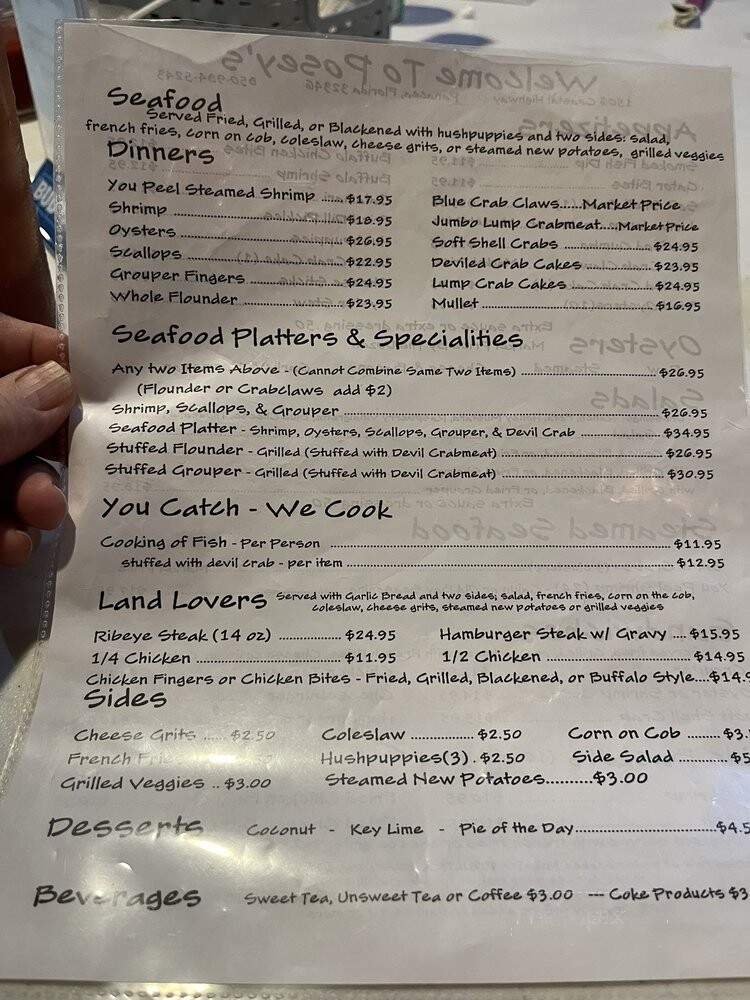 Seafood
Served Fried, Grilled, or Blackened with hushpuppies and two sides: salad,
french fries, corn on cob, coleslaw, cheese grits, or steamed new potatoes, grilled veggies
Dinners
You Peel Steamed Shrimp ...... $17.95
Shrimp ...... $18.95
Oysters ...... $26.95
Scallops ...... $22.95
Grouper Fingers ...... $24.95
Whole Flounder ...... $23.95
Blue Crab Claws......Market Price
Jumbo Lump Crabmeat....Market Price
Soft Shell Crabs ...... $24.95
Deviled Crab Cakes ...... $23.95
Lump Crab Cakes ...... $24.95
Mullet ...... $16.95
Seafood Platters & Specialities
Any two Items Above - (Cannot Combine Same Two Items) ...... $26.95
(Flounder or Crabclaws add $2)
Shrimp, Scallops, & Grouper ...... $26.95
Seafood Platter - Shrimp, Oysters, Scallops, Grouper, & Devil Crab ...... $34.95
Stuffed Flounder - Grilled (Stuffed with Devil Crabmeat) ...... $26.95
Stuffed Grouper - Grilled (Stuffed with Devil Crabmeat) ...... $30.95
You Catch - We Cook
Cooking of Fish - Per Person ...... $11.95
stuffed with devil crab - per item ...... $12.95
Land Lovers Served with Garlic Bread and two sides; salad, french fries, corn on the cob,
coleslaw, cheese grits, steamed new potatoes or grilled veggies
Ribeye Steak (14 oz) ...... $24.95
Hamburger Steak w/ Gravy .... $15.95
1/4 Chicken ...... $11.95
1/2 Chicken ...... $14.95
Chicken Fingers or Chicken Bites - Fried, Grilled, Blackened, or Buffalo Style....$14.9
Sides
Cheese Grits ..... $2.50
Coleslaw ...... $2.50
Corn on Cob ........ $3.
French
Hushpuppies(3) . $2.50
Side Salad ...... $5
Grilled Veggies .. $3.00
Steamed New Potatoes..........$3.00
Desserts Coconut - Key Lime - Pie of the Day...... $4.5
Beverages Sweet Tea, Unsweet Tea or Coffee $3.00 --- Coke Products $3